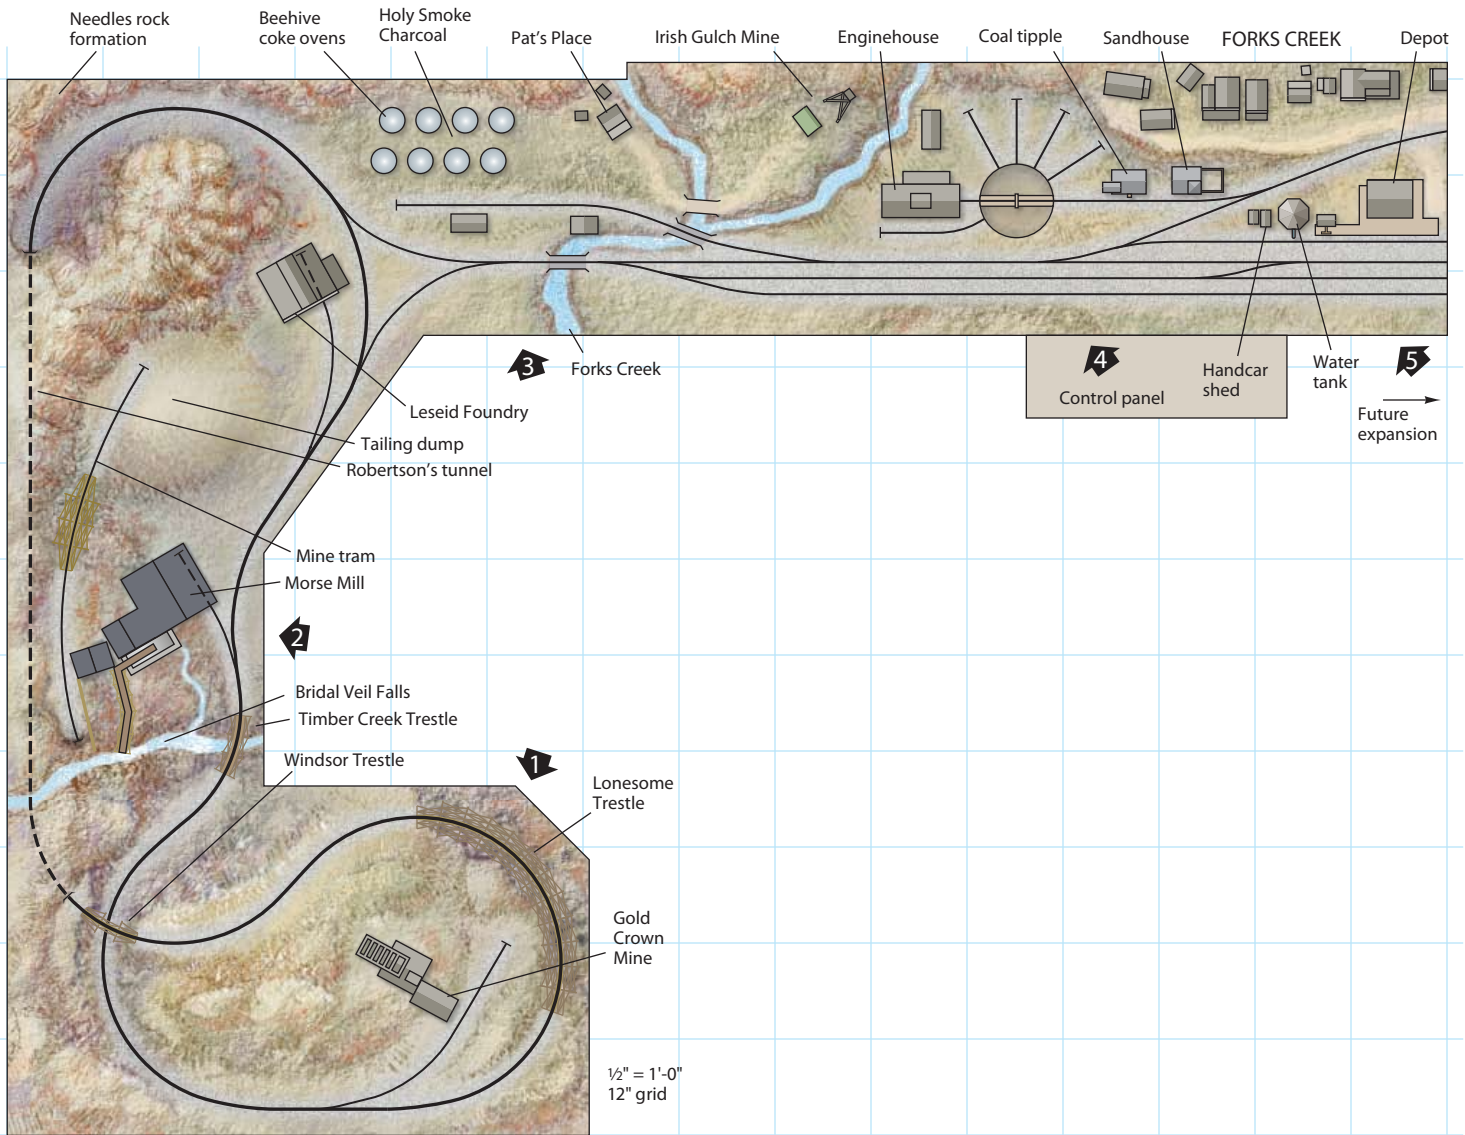 Needles rock
formation
Beehive
coke ovens
Holy Smoke
Charcoal
Pat's Place
Irish Gulch Mine
Enginehouse
Coal tipple
Sandhouse
FORKS CREEK
Depot
3
Forks Creek
4
Control panel
Handcar
shed
Water
tank
5
Future
expansion
Leseid Foundry
Tailing dump
Robertson's tunnel
Mine tram
Morse Mill
2
Bridal Veil Falls
Timber Creek Trestle
Windsor Trestle
1
Lonesome
Trestle
Gold
Crown
Mine
½" = 1'-0"
12" grid